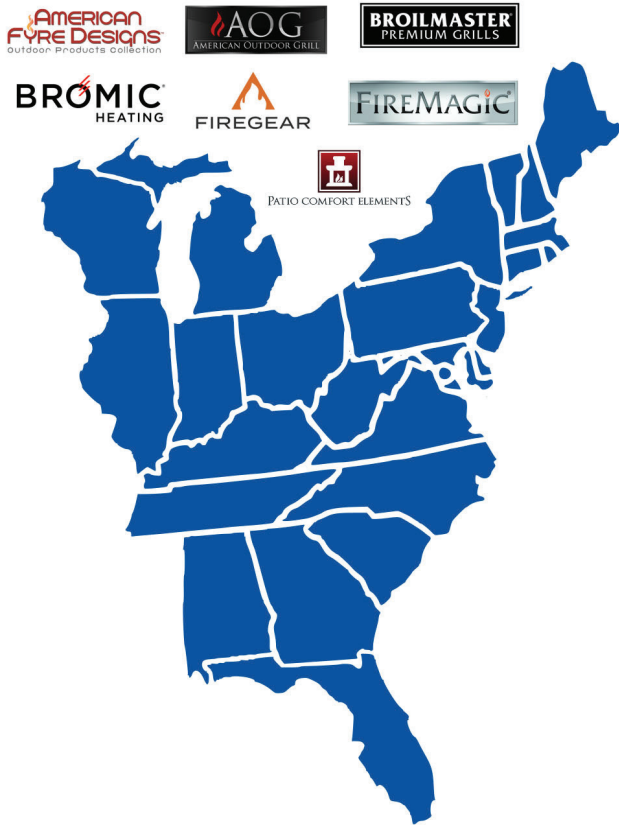 AMERICAN
FYRE DESIGNS™
Outdoor Products Collection
AOG
AMERICAN OUTDOOR GRILL
BROILMASTER®
PREMIUM GRILLS
BROMIC®
HEATING
FIREGEAR
FIREMAGIC®
PATIO COMFORT ELEMENTS